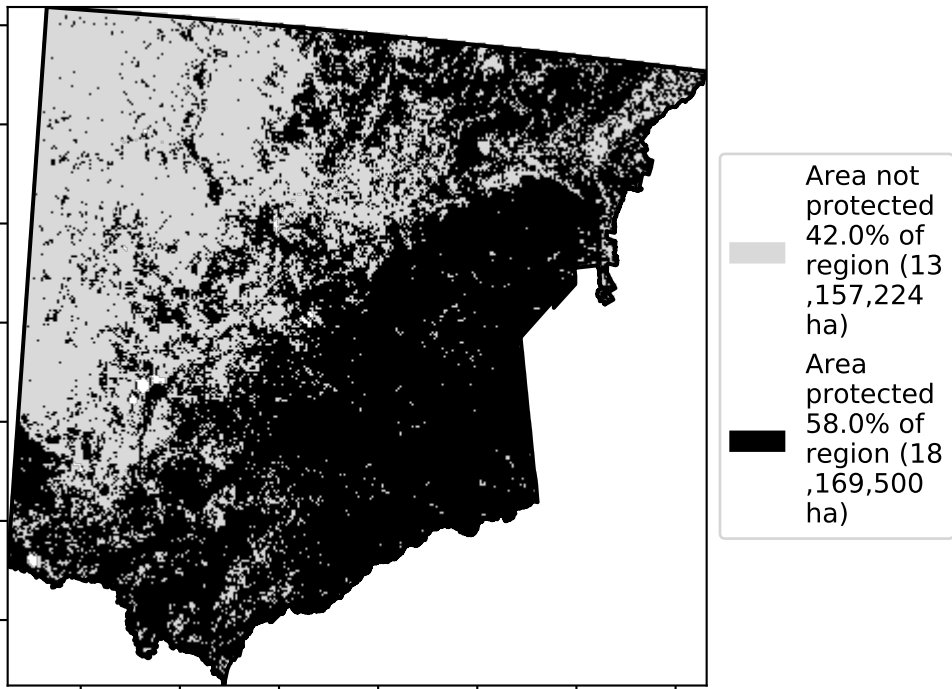 Area not
protected
42.0% of
region (13
,157,224
ha)
Area
protected
58.0% of
region (18
,169,500
ha)